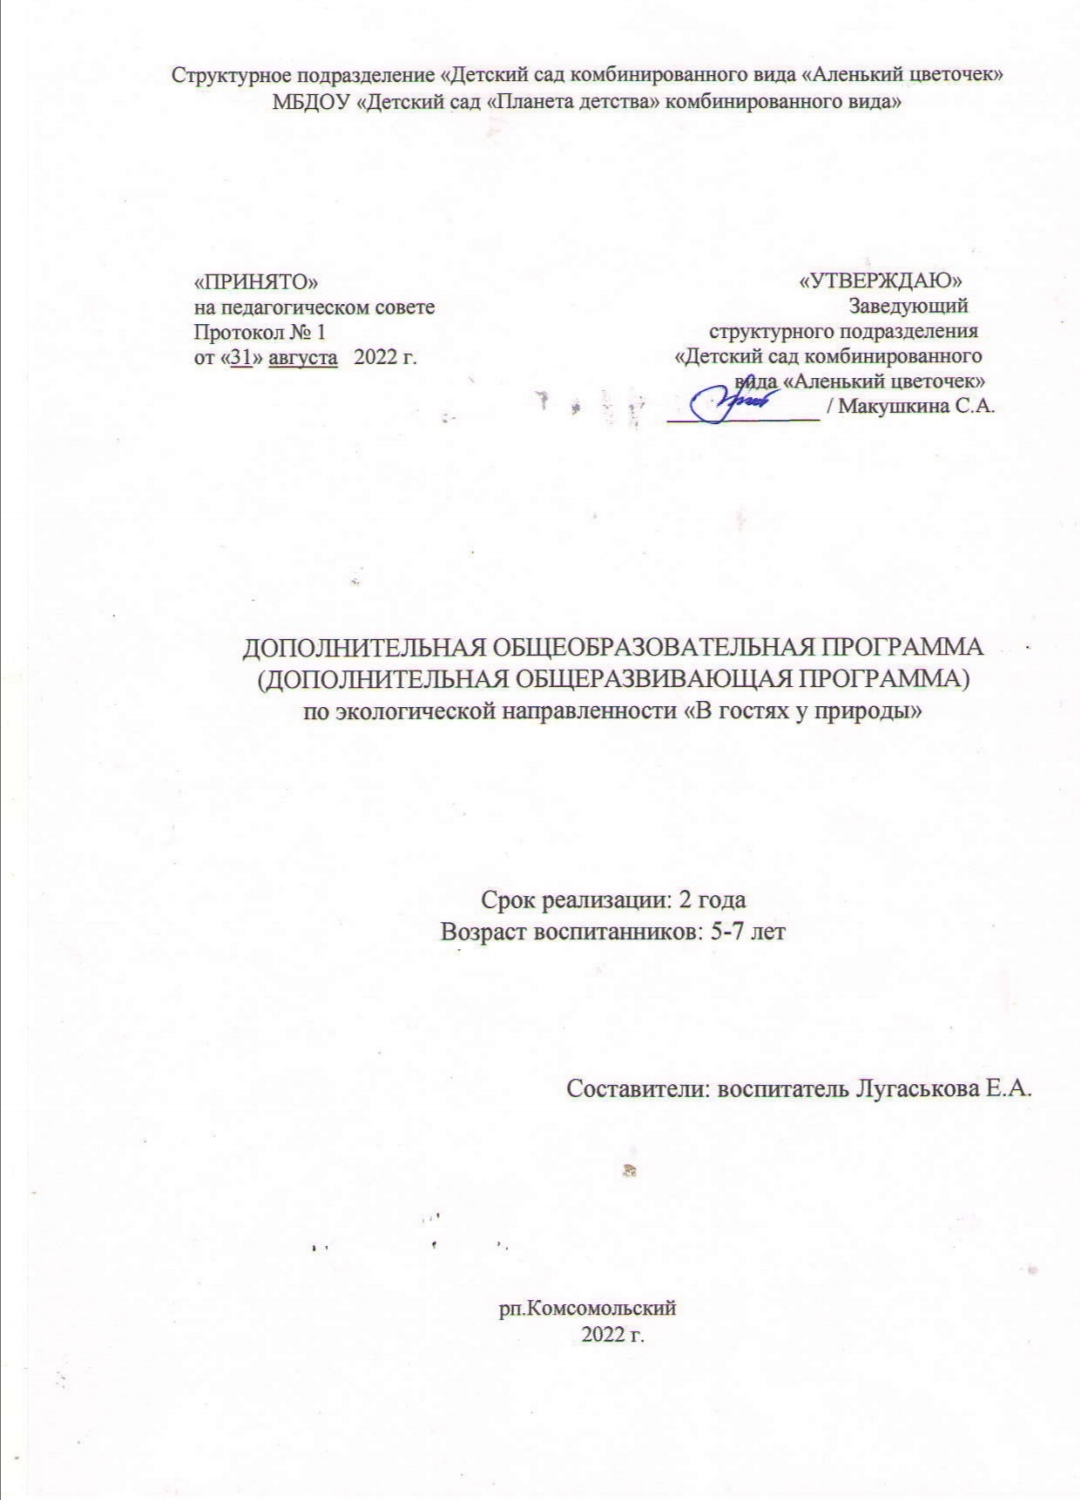 Структурное подразделение «Детский сад комбинированного вида «Аленький цветочек»
МБДОУ «Детский сад «Планета детства» комбинированного вида»
«ПРИНЯТО»
на педагогическом совете
Протокол № 1
от «31» августа 2022 г.
«УТВЕРЖДАЮ»
Заведующий
структурного подразделения
«Детский сад комбинированного
вида «Аленький цветочек»
/ Макушкина С.А.
ДОПОЛНИТЕЛЬНАЯ ОБЩЕОБРАЗОВАТЕЛЬНАЯ ПРОГРАММА
(ДОПОЛНИТЕЛЬНАЯ ОБЩЕРАЗВИВАЮЩАЯ ПРОГРАММА)
по экологической направленности «В гостях у природы»
Срок реализации: 2 года
Возраст воспитанников: 5-7 лет
Составители: воспитатель Лугаськова Е.А.
рп.Комсомольский
2022 г.